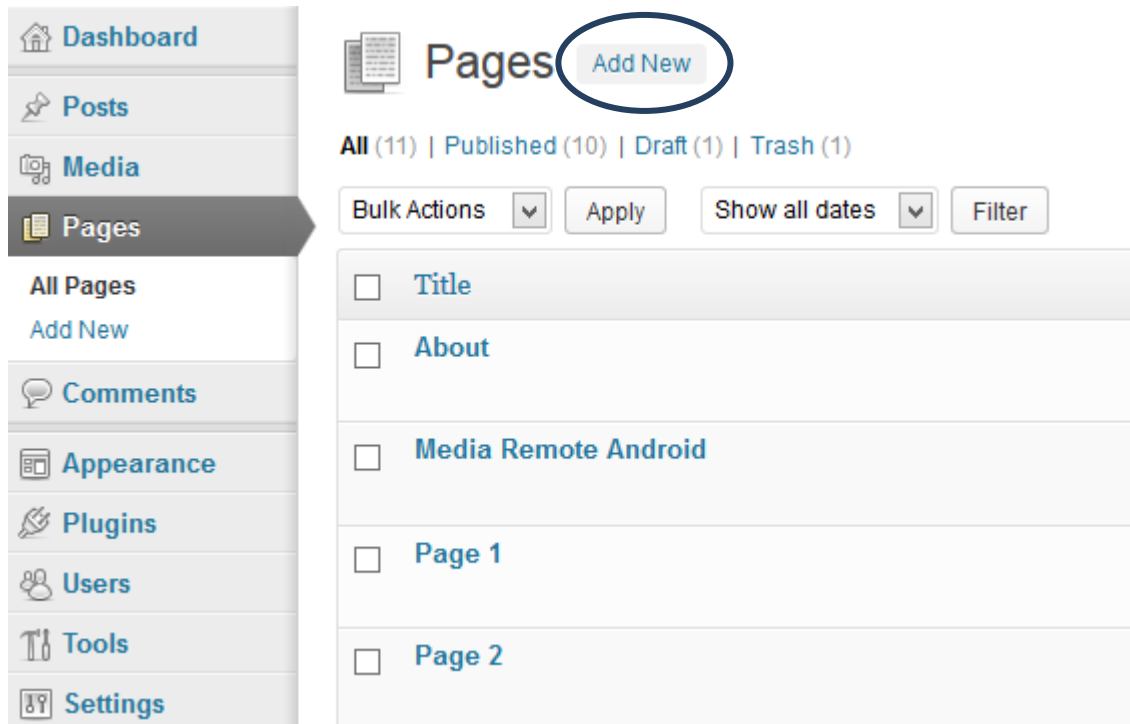 Dashboard
Posts
Media
Pages
All Pages
Add New
Comments
Appearance
Plugins
Users
Tools
Settings
Pages Add New
All (11) | Published (10) | Draft (1) | Trash (1)
Bulk Actions Apply Show all dates Filter
Title
About
Media Remote Android
Page 1
Page 2